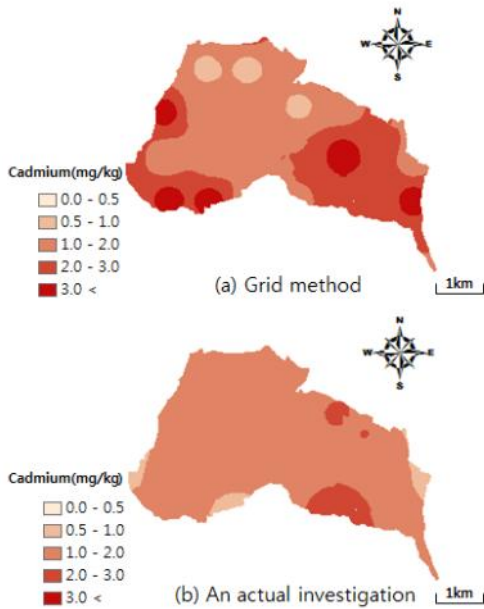 N
W E
S
Cadmium(mg/kg)
0.0 - 0.5
0.5 - 1.0
1.0 - 2.0
2.0 - 3.0
3.0 <
(a) Grid method
1km
N
W E
S
Cadmium(mg/kg)
0.0 - 0.5
0.5 - 1.0
1.0 - 2.0
2.0 - 3.0
3.0 <
(b) An actual investigation
1km